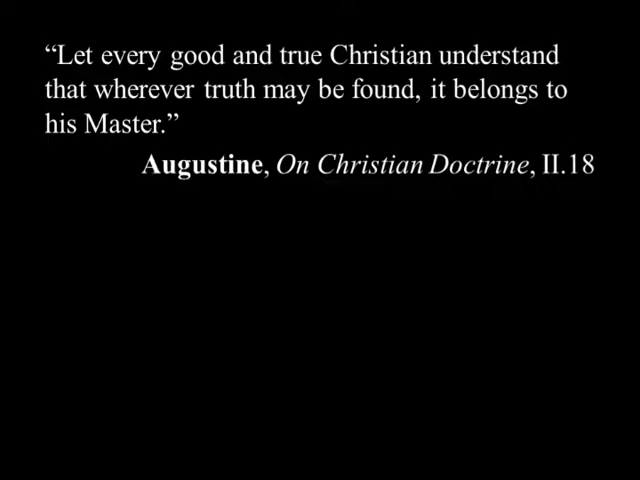 “Let every good and true Christian understand
that wherever truth may be found, it belongs to
his Master.”
Augustine, On Christian Doctrine, II.18